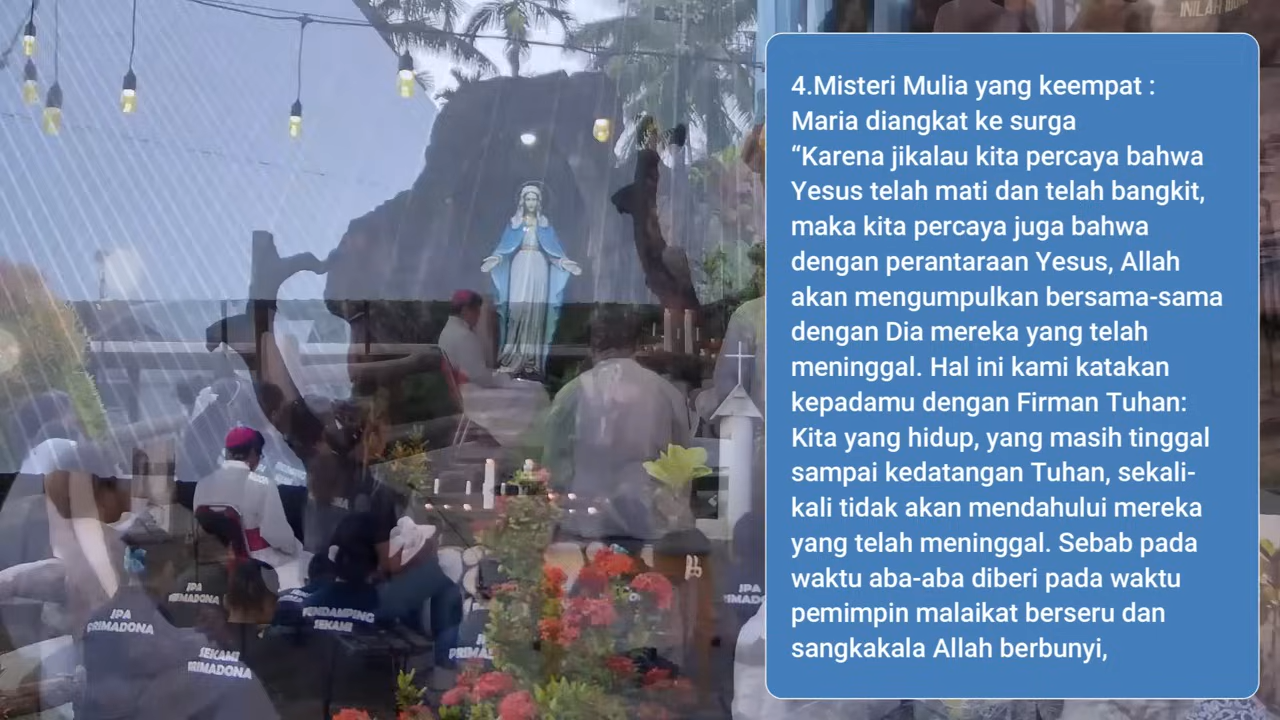 INILAH
4.Misteri Mulia yang keempat :
Maria diangkat ke surga
“Karena jikalau kita percaya bahwa
Yesus telah mati dan telah bangkit,
maka kita percaya juga bahwa
dengan perantaraan Yesus, Allah
akan mengumpulkan bersama-sama
dengan Dia mereka yang telah
meninggal. Hal ini kami katakan
kepadamu dengan Firman Tuhan:
Kita yang hidup, yang masih tinggal
sampai kedatangan Tuhan, sekali-
kali tidak akan mendahului mereka
yang telah meninggal. Sebab pada
waktu aba-aba diberi pada waktu
pemimpin malaikat berseru dan
sangkakala Allah berbunyi,
JPA
PRIMADONA
JPA
PRIMADONA
PENDAMPING
SEKAMI
SEKAMI
PRIMADONA